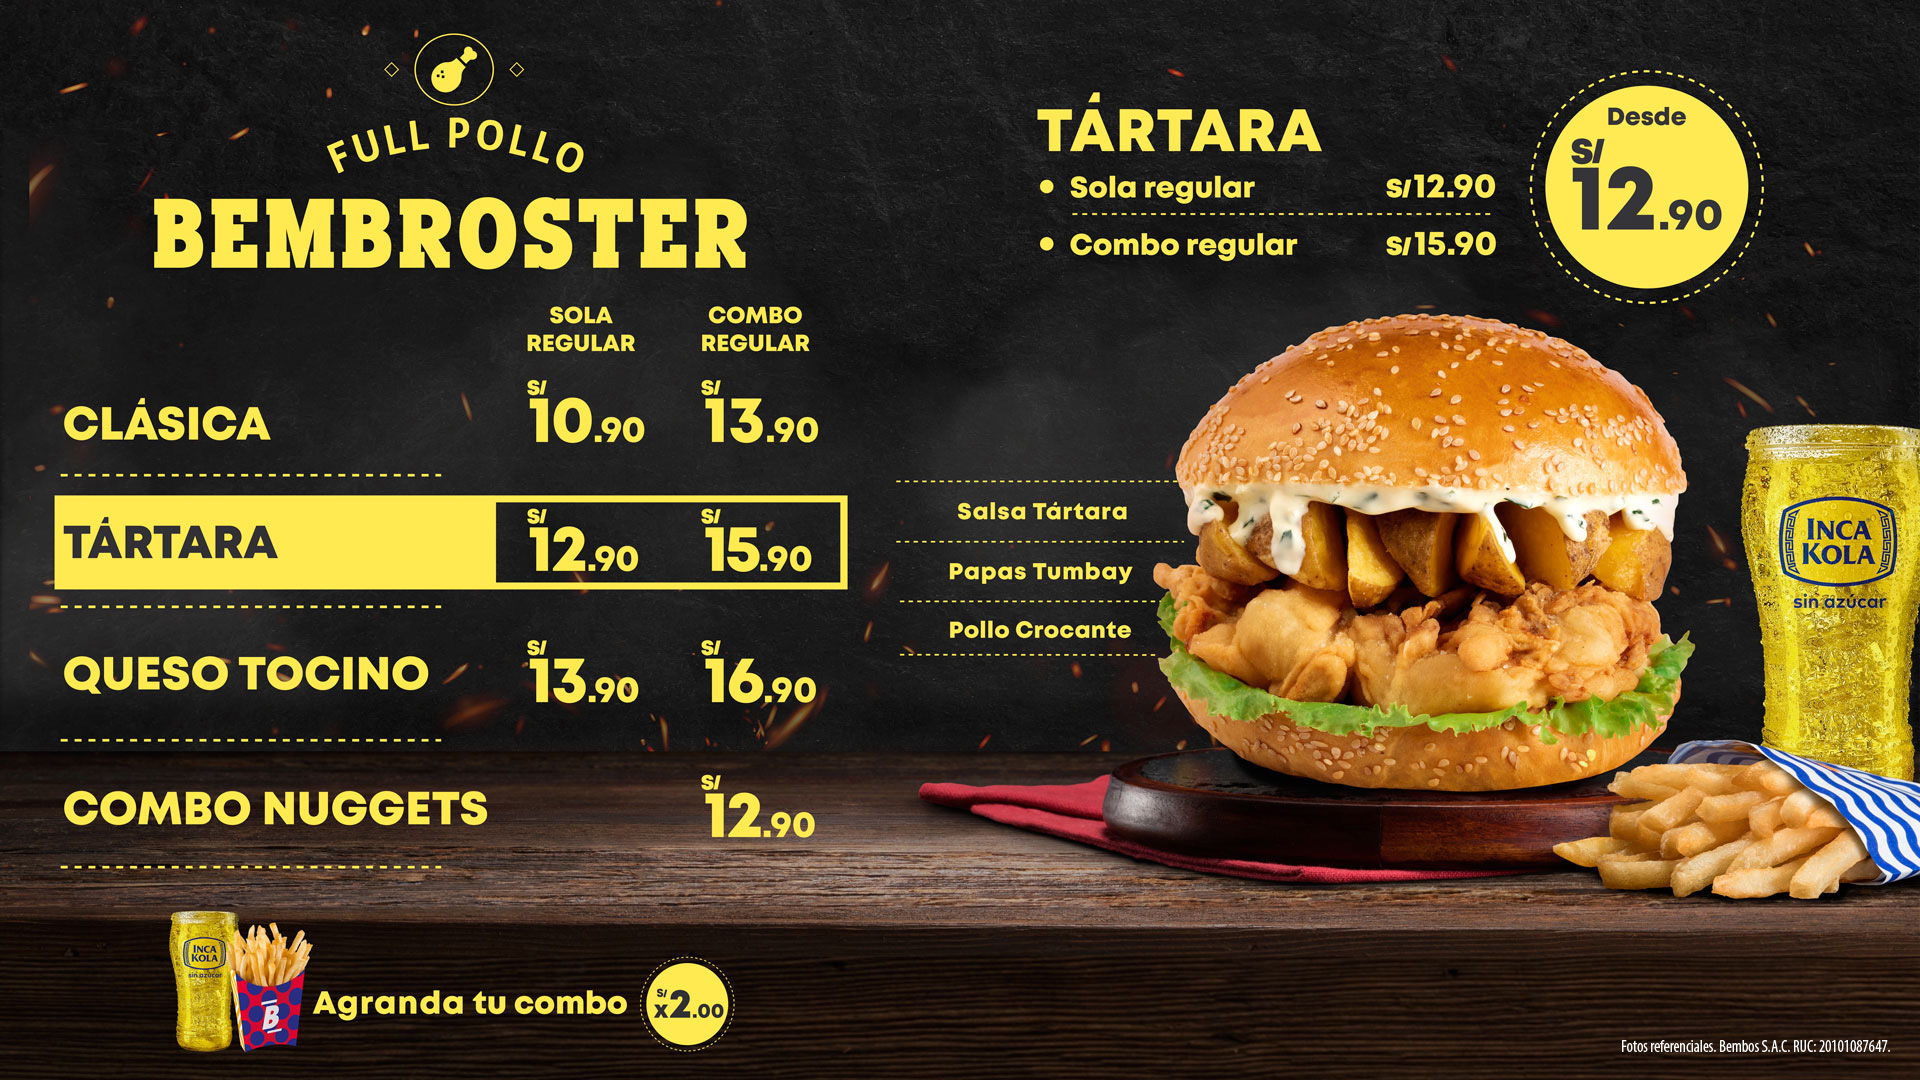 FULL POLLO
BEMBROSTER
SOLA REGULAR
COMBO REGULAR
CLÁSICA S/10.90 S/13.90
TÁRTARA S/12.90 S/15.90
QUESO TOCINO S/13.90 S/16.90
COMBO NUGGETS S/12.90
INCA
KOLA
sin azúcar
B
Agranda tu combo x S/2.00
TÁRTARA
• Sola regular S/12.90
• Combo regular S/15.90
Desde
S/12.90
Salsa Tártara
Papas Tumbay
Pollo Crocante
INCA
KOLA
sin azúcar
Fotos referenciales. Bembos S.A.C. RUC: 20101087647.